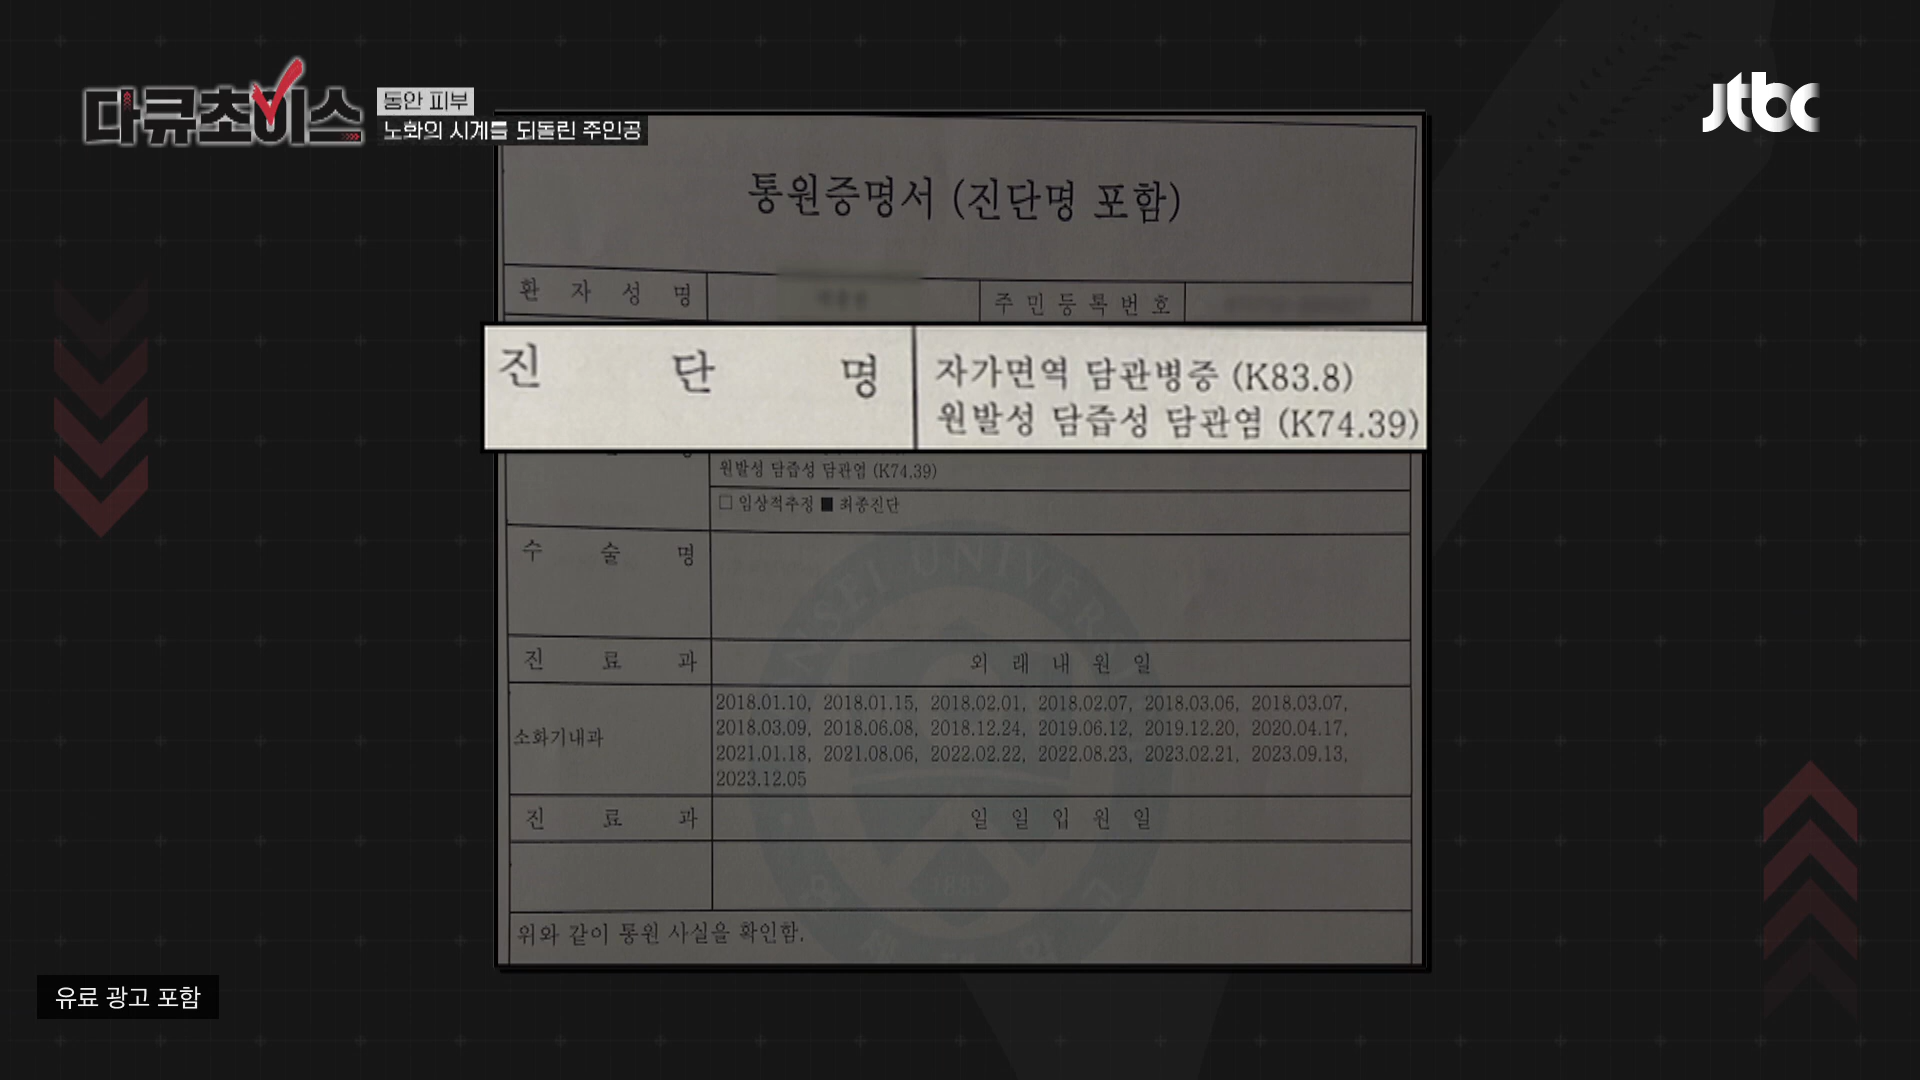 다큐초이스
동안 피부
노화의 시계를 되돌린 주인공
jtbc
통원증명서 (진단명 포함)
환 자 성 명
주 민 등 록 번 호
진 단 명
자가면역 담관병증 (K83.8)
원발성 담즙성 담관염 (K74.39)
원발성 담즙성 담관염 (K74.39)
□ 임상적추정 ■ 최종진단
수 술 명
진 료 과
외 래 내 원 일
소화기내과
2018.01.10, 2018.01.15, 2018.02.01, 2018.02.07, 2018.03.06, 2018.03.07,
2018.03.09, 2018.06.08, 2018.12.24, 2019.06.12, 2019.12.20, 2020.04.17,
2021.01.18, 2021.08.06, 2022.02.22, 2022.08.23, 2023.02.21, 2023.09.13,
2023.12.05
진 료 과
일 일 입 원 일
위와 같이 통원 사실을 확인함.
유료 광고 포함